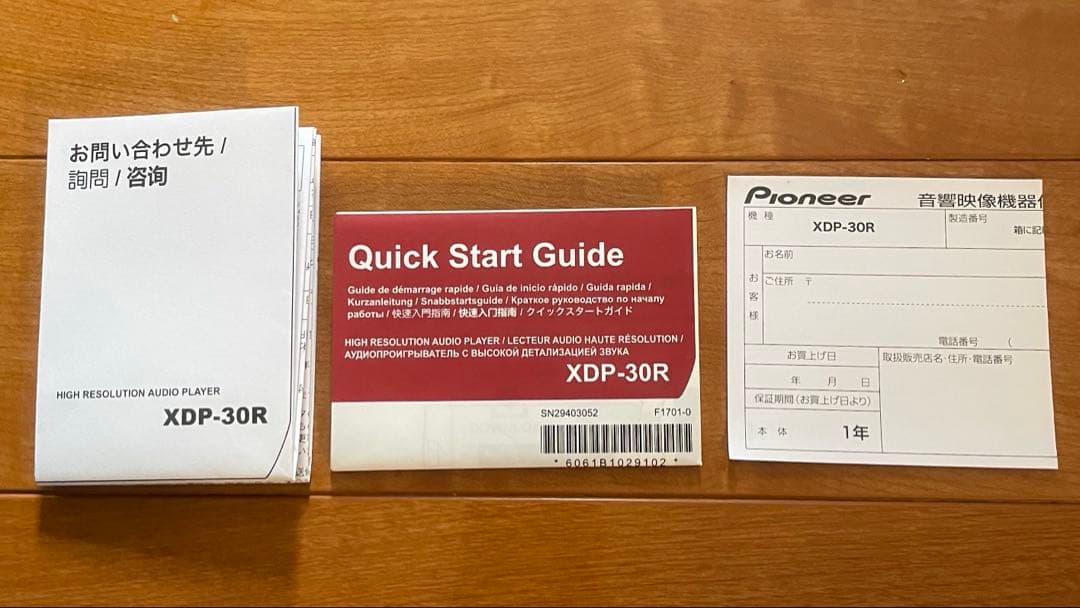 お問い合わせ先 /
詢問 / 咨询
HIGH RESOLUTION AUDIO PLAYER
XDP-30R
Quick Start Guide
Guide de démarrage rapide / Guía de inicio rápido / Guida rapida /
Kurzanleitung / Snabbstartsguide / Краткое руководство по началу
работы / 快速入門指南 / 快速入门指南 / クイックスタートガイド
HIGH RESOLUTION AUDIO PLAYER / LECTEUR AUDIO HAUTE RÉSOLUTION /
АУДИОПРОИГРЫВАТЕЛЬ С ВЫСОКОЙ ДЕТАЛИЗАЦИЕЙ ЗВУКА
XDP-30R
SN29403052 F1701-0
* 6061B1029102 *
Pioneer 音響映像機器
機種 XDP-30R 製造番号
箱に記
お客様
お名前
ご住所 〒
電話番号 (
お買上げ日
年 月 日
保証期間(お買上げ日より)
本体 1年
取扱販売店名・住所・電話番号